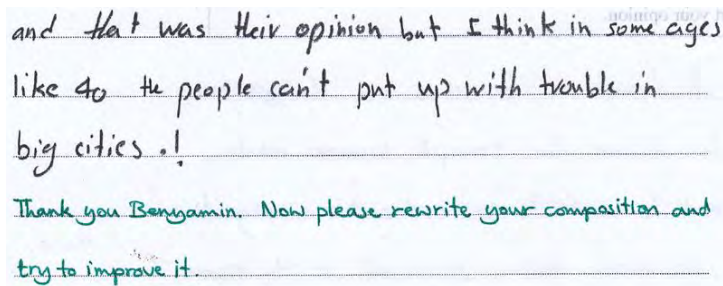 and that was their opinion but I think in some ages
like 40 the people can't put up with trouble in
big cities .!
Thank you Benyamin. Now please rewrite your composition and
try to improve it.